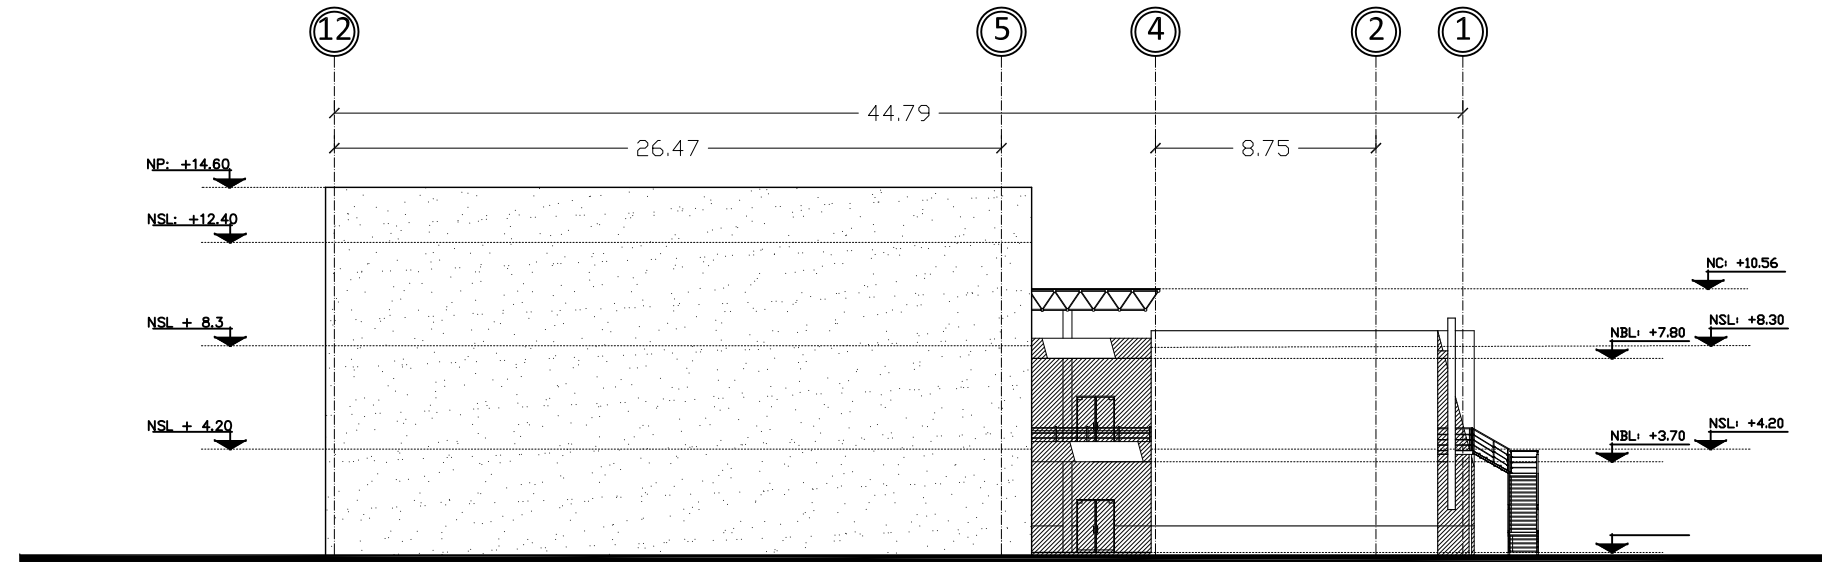 12 5 4 2 1
44.79
26.47 8.75
NP: +14.60
NSL: +12.40
NC: +10.56
NSL + 8.3
NBL: +7.80
NSL: +8.30
NSL + 4.20
NBL: +3.70
NSL: +4.20